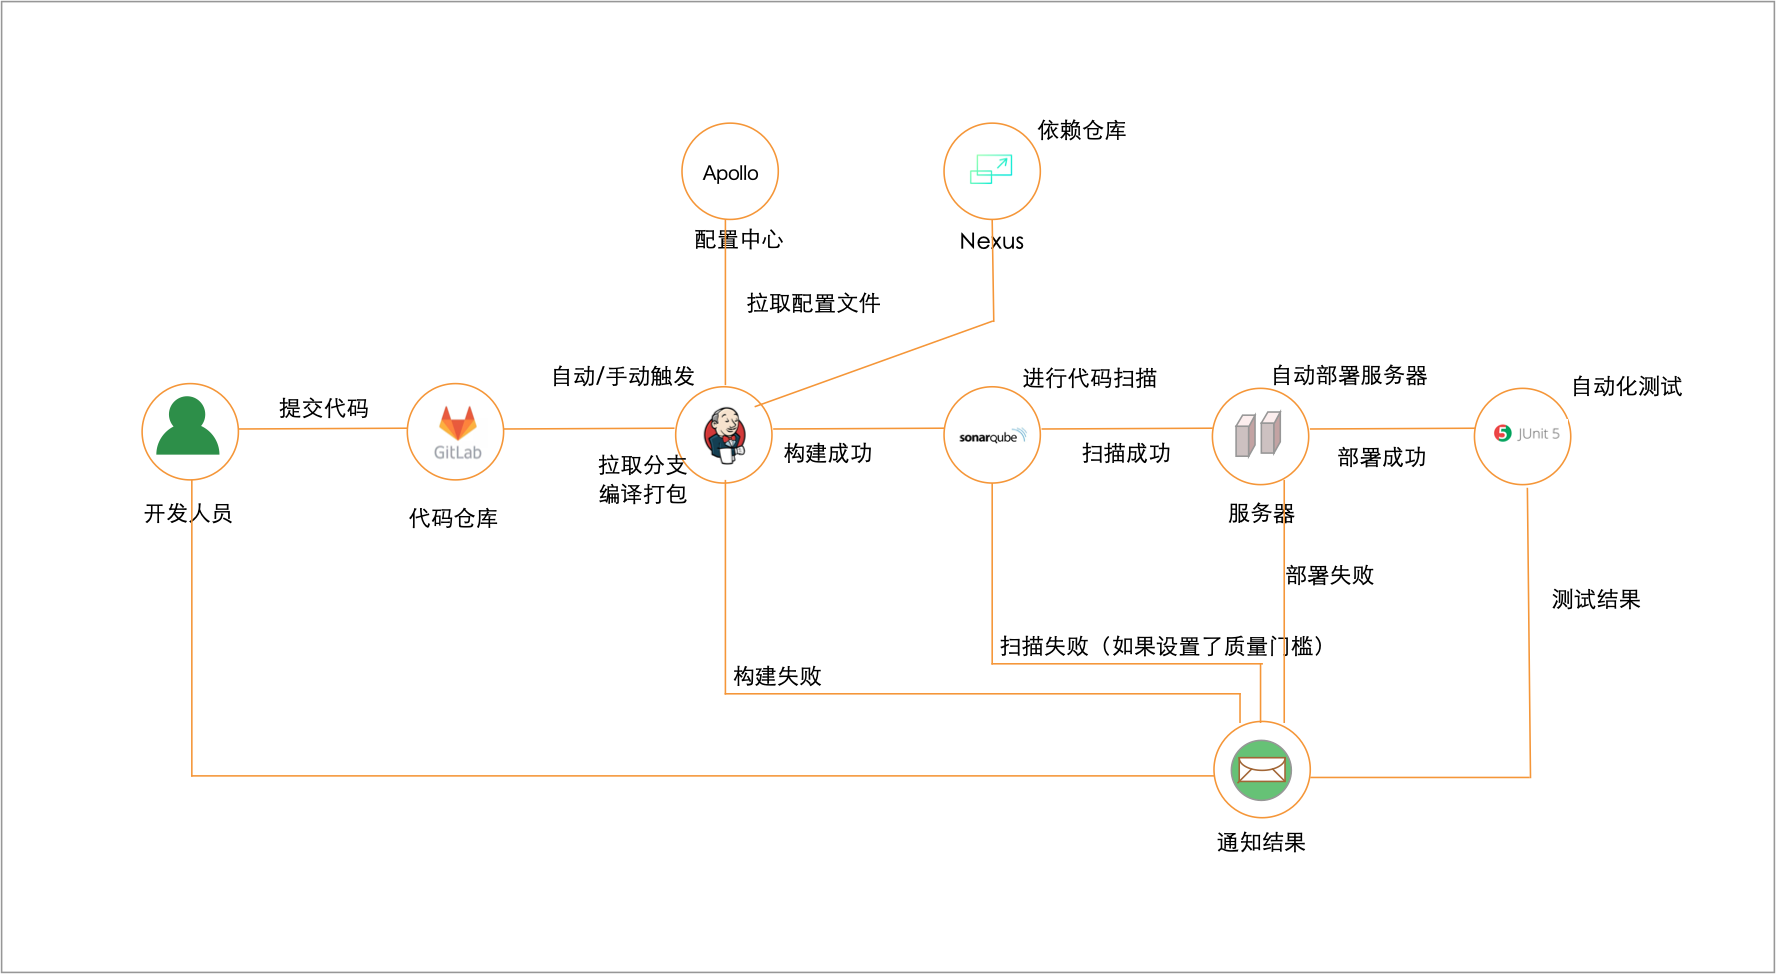 依赖仓库
Apollo
配置中心
Nexus
拉取配置文件
自动/手动触发
进行代码扫描
自动部署服务器
自动化测试
提交代码
GitLab
sonarqube
JUnit 5
5
构建成功
扫描成功
部署成功
拉取分支
编译打包
开发人员
代码仓库
服务器
部署失败
测试结果
扫描失败（如果设置了质量门槛）
构建失败
通知结果